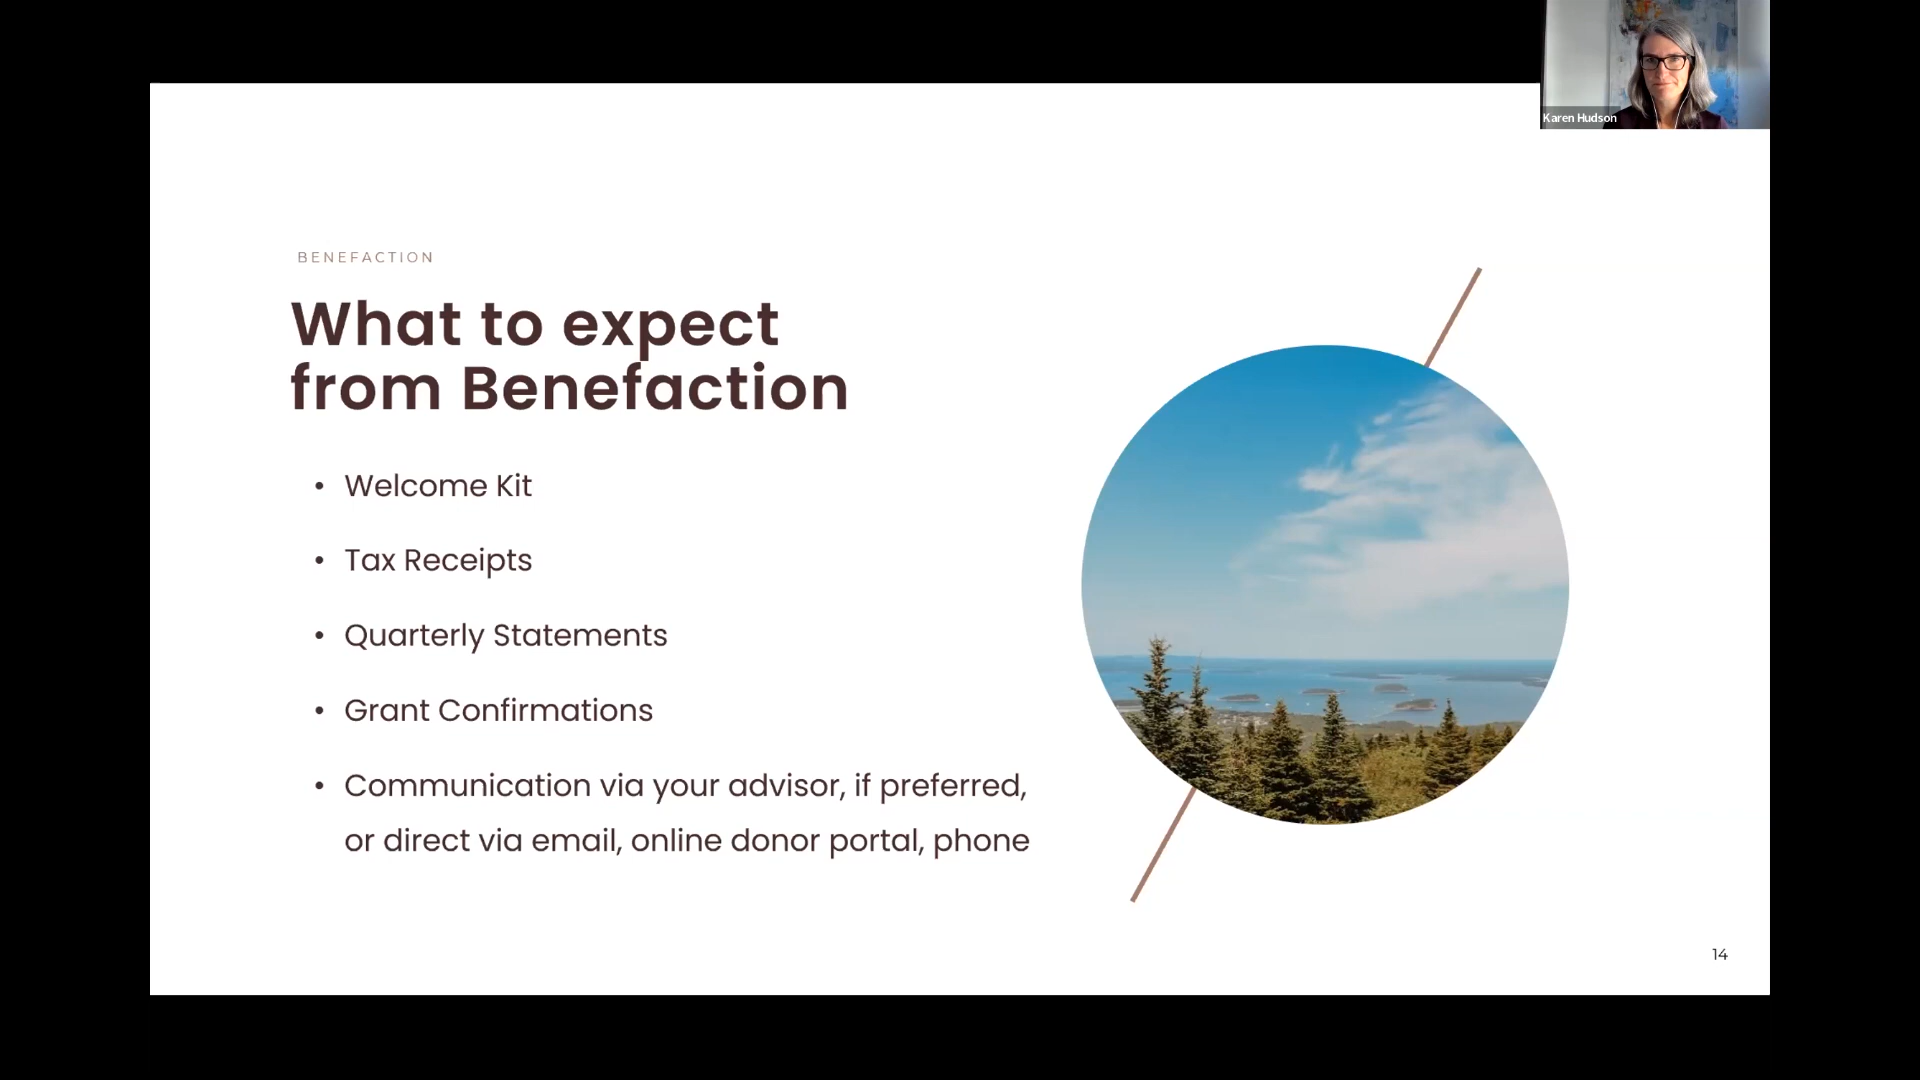 Karen Hudson
BENEFACTION
What to expect
from Benefaction
• Welcome Kit
• Tax Receipts
• Quarterly Statements
• Grant Confirmations
• Communication via your advisor, if preferred,
or direct via email, online donor portal, phone
14